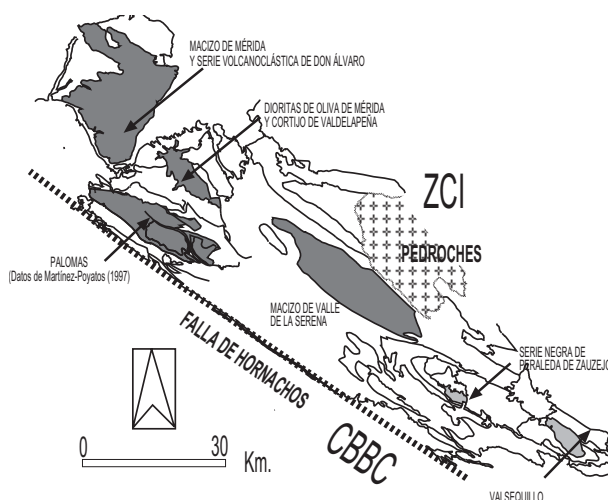 MACIZO DE MÉRIDA
Y SERIE VOLCANOCLÁSTICA DE DON ÁLVARO
DIORITAS DE OLIVA DE MÉRIDA
Y CORTIJO DE VALDELAPEÑA
ZCI
PEDROCHES
PALOMAS
(Datos de Martínez-Poyatos (1997)
MACIZO DE VALLE
DE LA SERENA
FALLA DE HORNACHOS
SERIE NEGRA DE
PERALEDA DE ZAUZEJO
CBBC
0 30 Km.
VALSEQUILLO